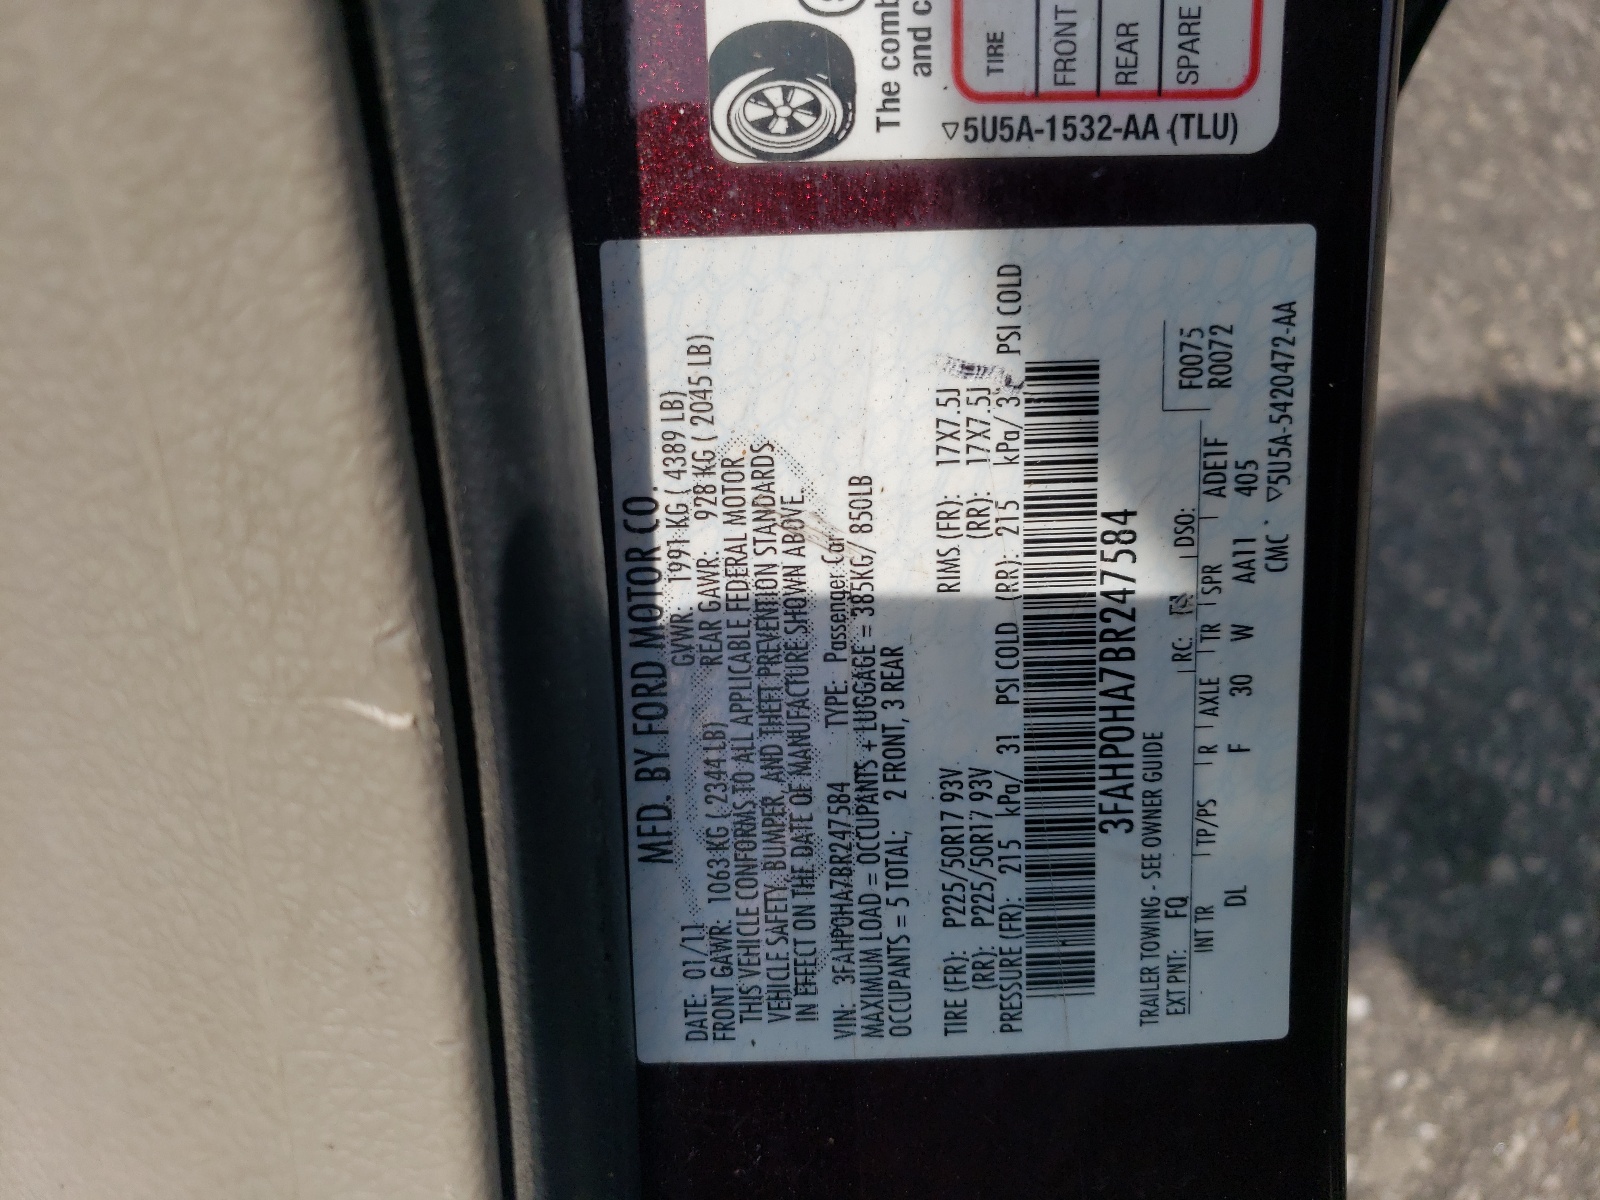 MFD. BY FORD MOTOR CO.
DATE: 01/11 GVWR: 1991 KG ( 4389 LB)
FRONT GAWR: 1063 KG ( 2344 LB) REAR GAWR: 928 KG ( 2045 LB)
THIS VEHICLE CONFORMS TO ALL APPLICABLE FEDERAL MOTOR
VEHICLE SAFETY, BUMPER, AND THEFT PREVENTION STANDARDS
IN EFFECT ON THE DATE OF MANUFACTURE SHOWN ABOVE.
VIN: 3FAHP0HA7BR247584 TYPE: Passenger Car
MAXIMUM LOAD = OCCUPANTS + LUGGAGE = 385KG/ 850LB
OCCUPANTS = 5 TOTAL; 2 FRONT, 3 REAR
TIRE (FR): P225/50R17 93V RIMS (FR): 17X7.5J
(RR): P225/50R17 93V (RR): 17X7.5J
PRESSURE (FR): 215 kPa/ 31 PSI COLD (RR): 215 kPa/ PSI COLD
3FAHP0HA7BR247584
TRAILER TOWING - SEE OWNER GUIDE
EXT PNT: FQ RC: DSO: F0075
R0072
INT TR TP/PS R AXLE TR SPR ADE1F
DL F 30 W AA11 405
CMC ▽5U5A-5420472-AA
The comb
and c
TIRE
FRONT
REAR
SPARE
▽5U5A-1532-AA (TLU)